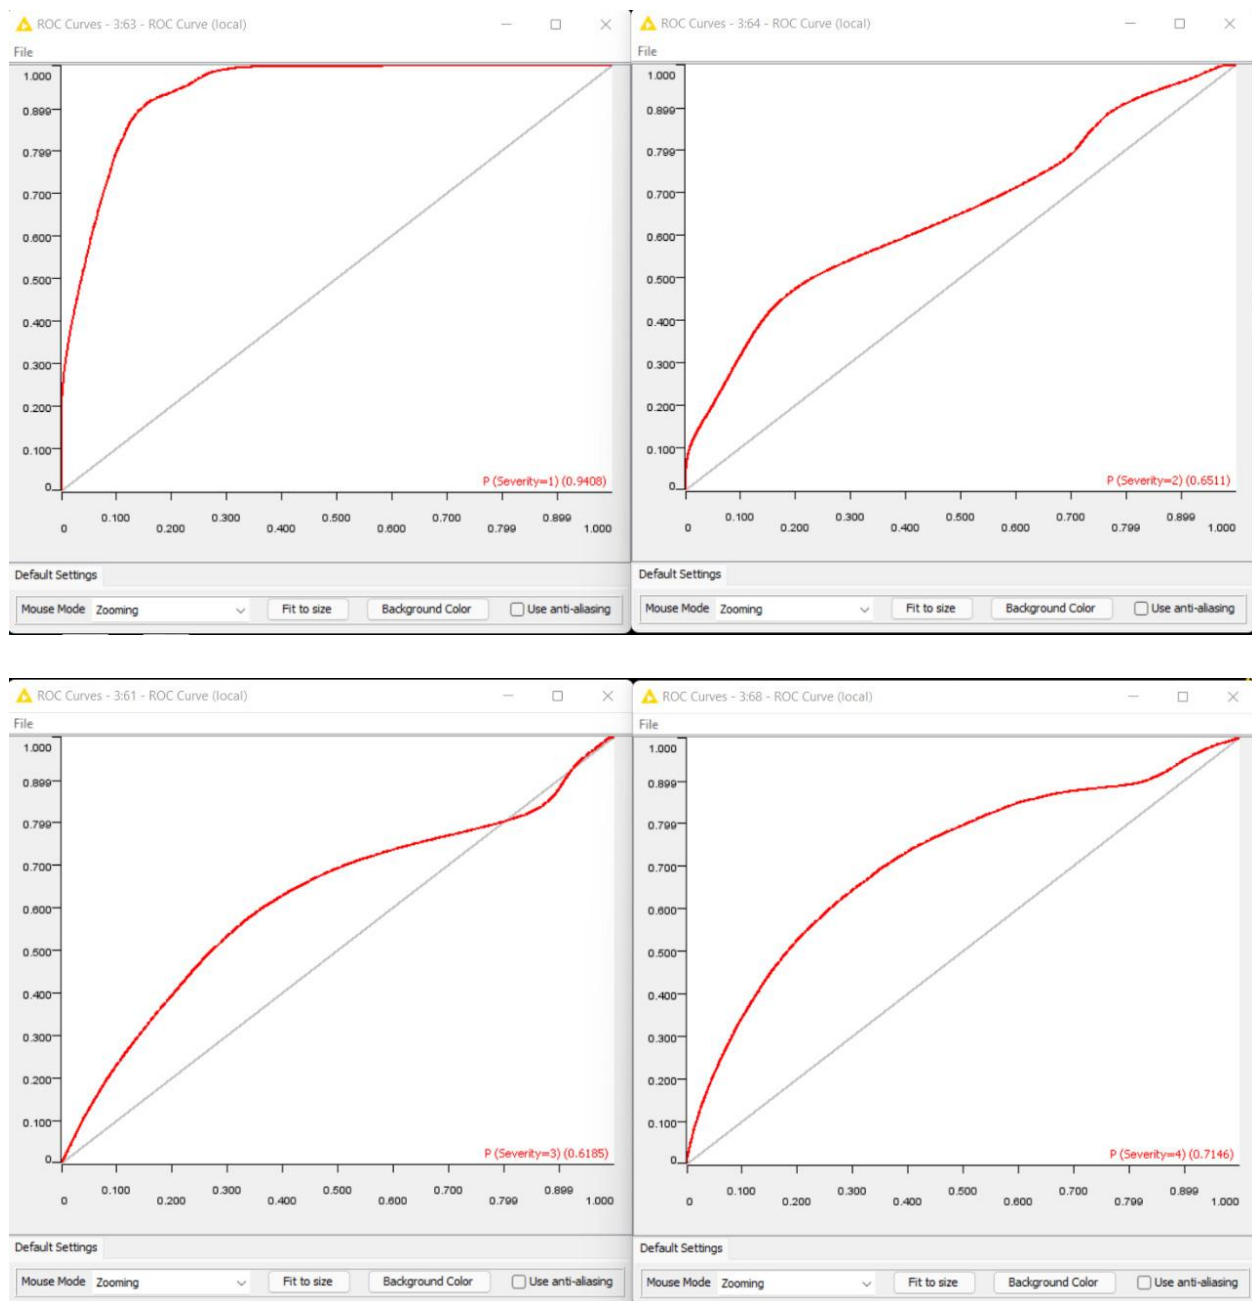 ROC Curves - 3:63 - ROC Curve (local)
File
1.000
0.899
0.799
0.700
0.600
0.500
0.400
0.300
0.200
0.100
0
P (Severity=1) (0.9408)
0 0.100 0.200 0.300 0.400 0.500 0.600 0.700 0.799 0.899 1.000
Default Settings
Mouse Mode Zooming Fit to size Background Color Use anti-aliasing
ROC Curves - 3:64 - ROC Curve (local)
File
1.000
0.899
0.799
0.700
0.600
0.500
0.400
0.300
0.200
0.100
0
P (Severity=2) (0.6511)
0 0.100 0.200 0.300 0.400 0.500 0.600 0.700 0.799 0.899 1.000
Default Settings
Mouse Mode Zooming Fit to size Background Color Use anti-aliasing
ROC Curves - 3:61 - ROC Curve (local)
File
1.000
0.899
0.799
0.700
0.600
0.500
0.400
0.300
0.200
0.100
0
P (Severity=3) (0.6185)
0 0.100 0.200 0.300 0.400 0.500 0.600 0.700 0.799 0.899 1.000
Default Settings
Mouse Mode Zooming Fit to size Background Color Use anti-aliasing
ROC Curves - 3:68 - ROC Curve (local)
File
1.000
0.899
0.799
0.700
0.600
0.500
0.400
0.300
0.200
0.100
0
P (Severity=4) (0.7146)
0 0.100 0.200 0.300 0.400 0.500 0.600 0.700 0.799 0.899 1.000
Default Settings
Mouse Mode Zooming Fit to size Background Color Use anti-aliasing